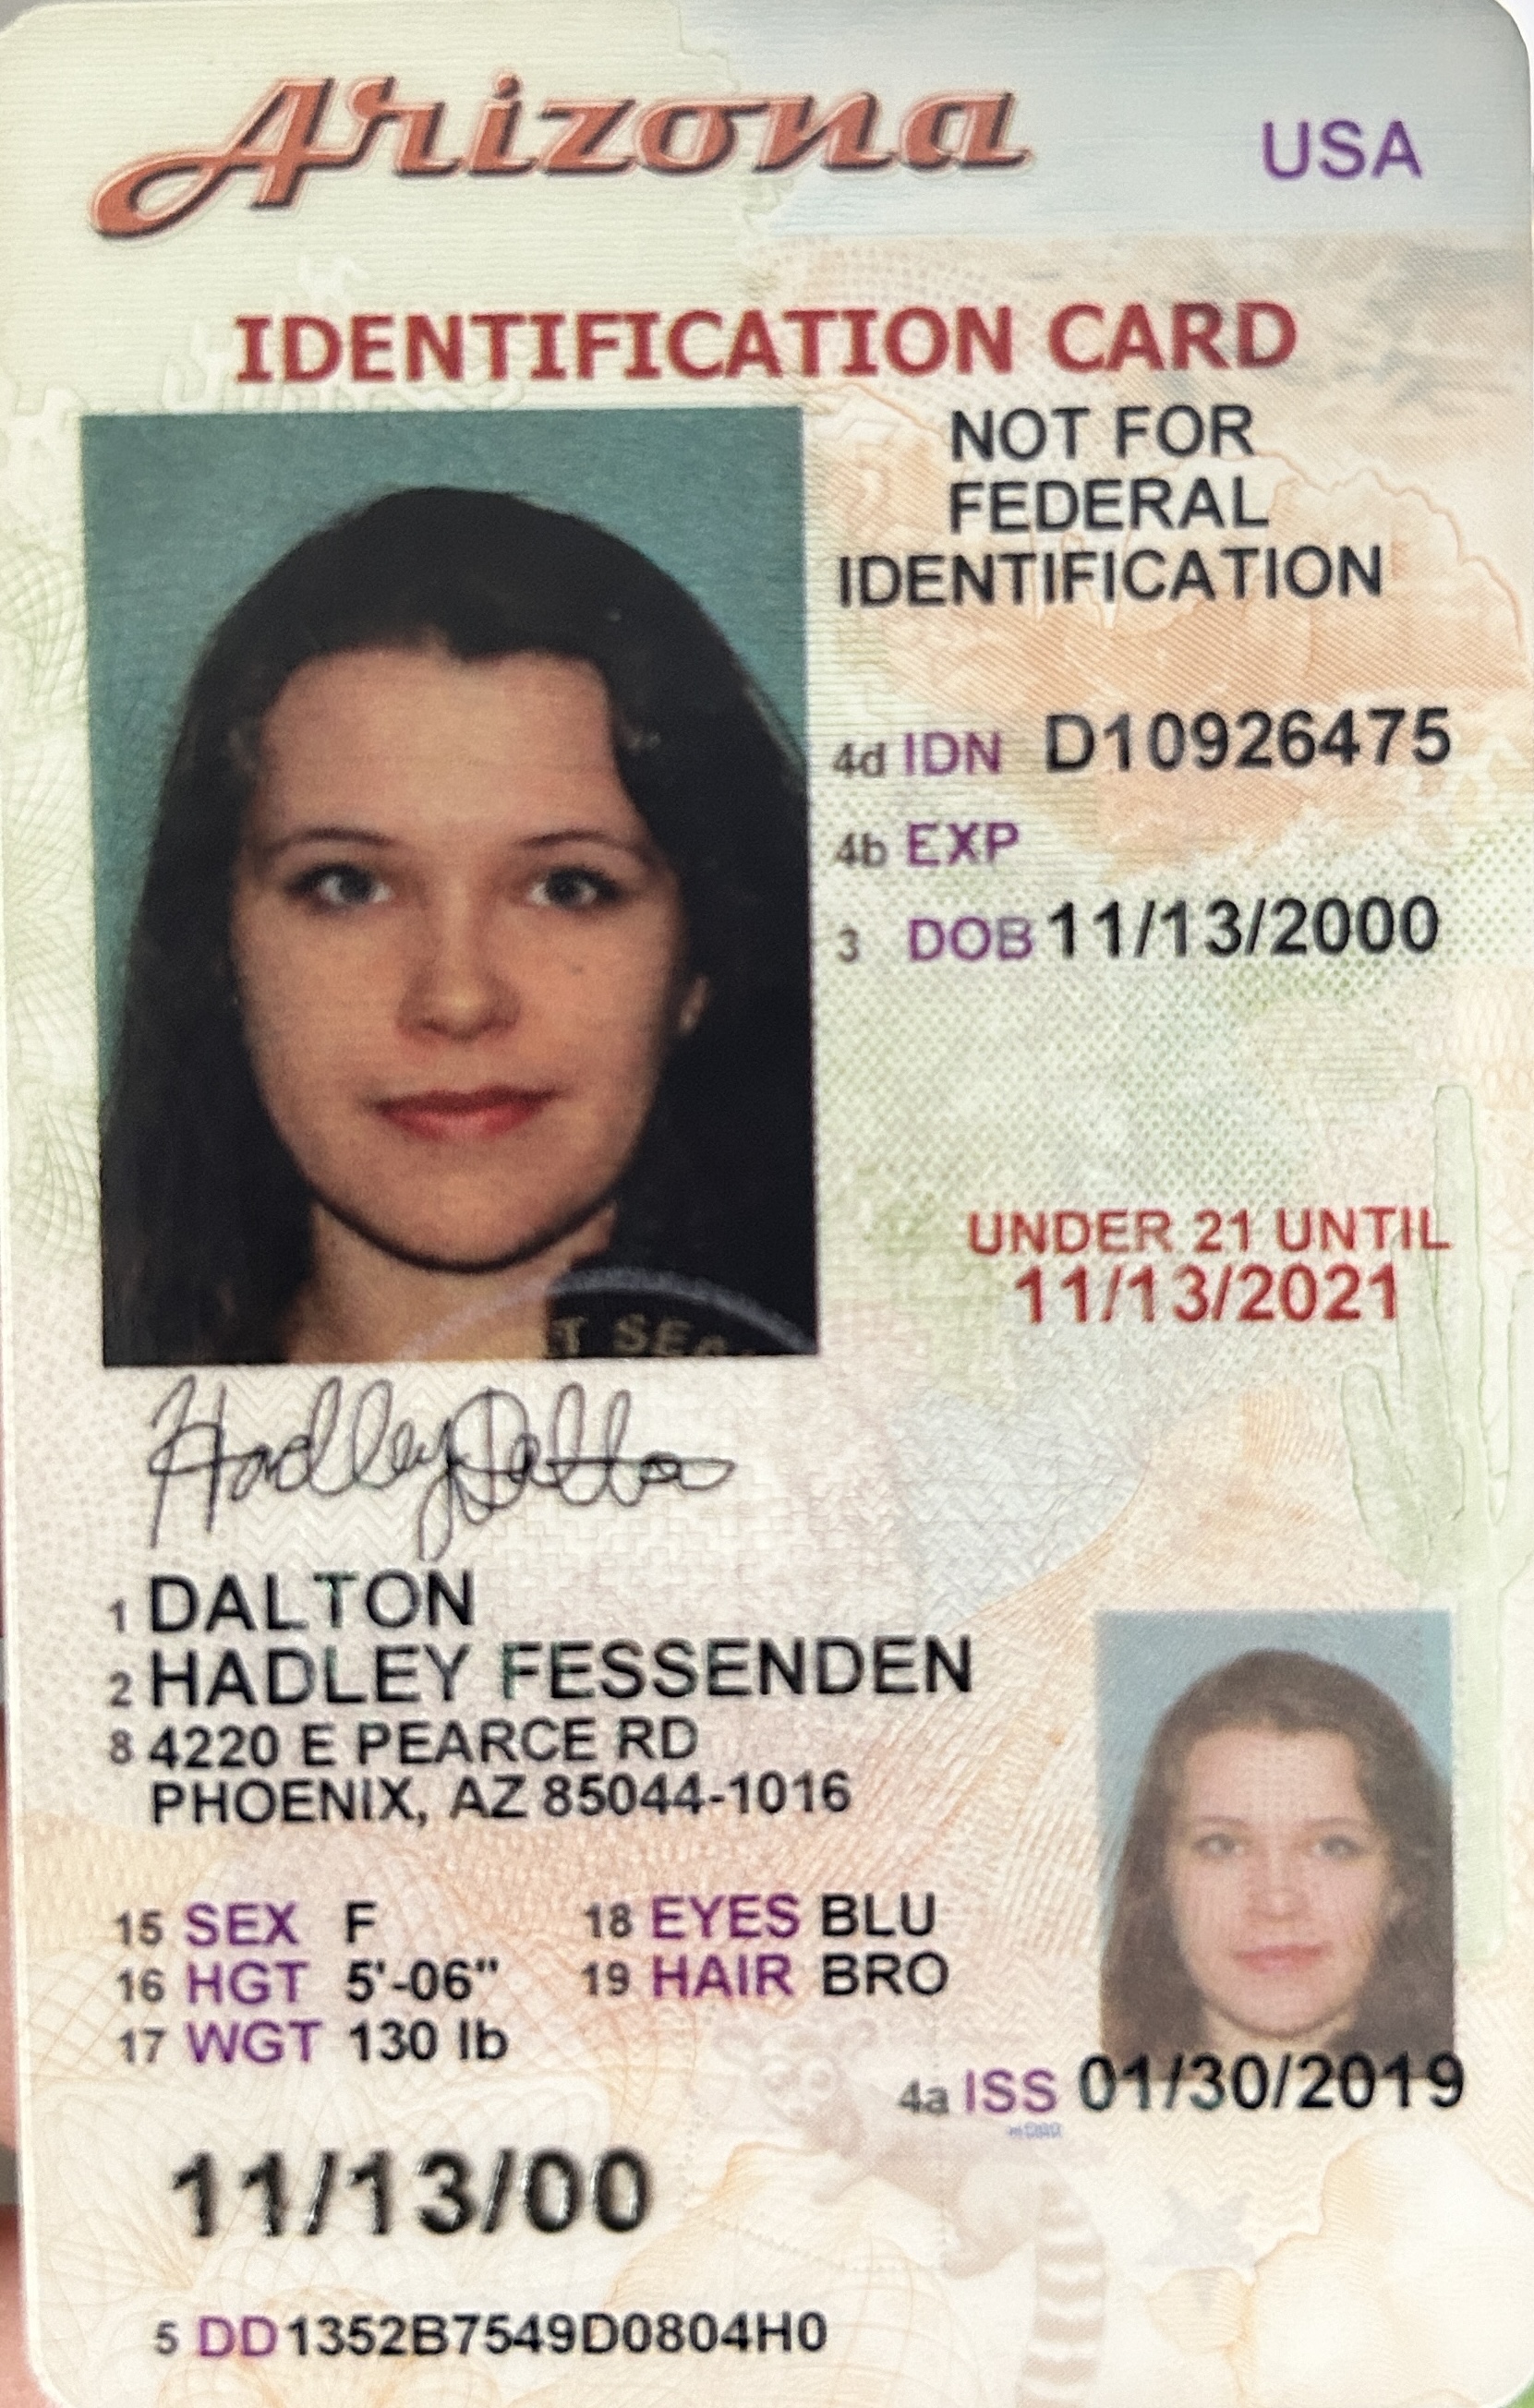 Arizona
USA
IDENTIFICATION CARD
NOT FOR
FEDERAL
IDENTIFICATION
4d IDN D10926475
4b EXP
3 DOB 11/13/2000
UNDER 21 UNTIL
11/13/2021
Hadley Dalton
1 DALTON
2 HADLEY FESSENDEN
8 4220 E PEARCE RD
PHOENIX, AZ 85044-1016
15 SEX F 18 EYES BLU
16 HGT 5'-06" 19 HAIR BRO
17 WGT 130 lb
4a ISS 01/30/2019
11/13/00
5 DD 1352B7549D0804H0